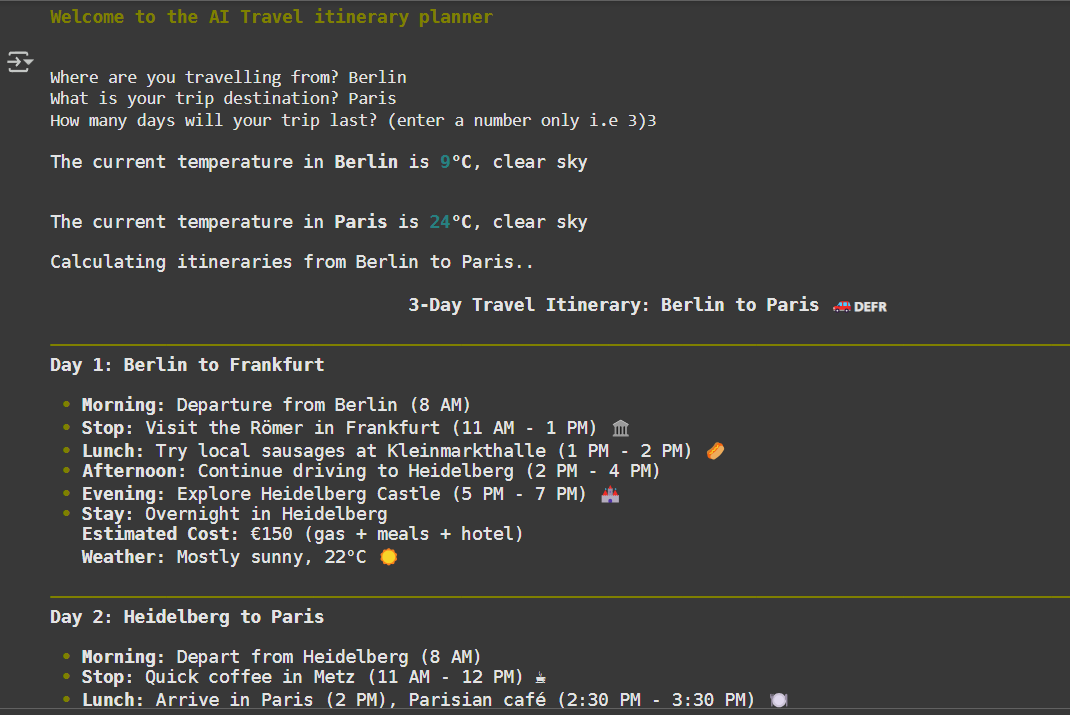 Welcome to the AI Travel itinerary planner
Where are you travelling from? Berlin
What is your trip destination? Paris
How many days will your trip last? (enter a number only i.e 3)3
The current temperature in Berlin is 9°C, clear sky
The current temperature in Paris is 24°C, clear sky
Calculating itineraries from Berlin to Paris..
3-Day Travel Itinerary: Berlin to Paris 🚗 DEFR
Day 1: Berlin to Frankfurt
• Morning: Departure from Berlin (8 AM)
• Stop: Visit the Römer in Frankfurt (11 AM - 1 PM) 🏛️
• Lunch: Try local sausages at Kleinmarkthalle (1 PM - 2 PM) 🌭
• Afternoon: Continue driving to Heidelberg (2 PM - 4 PM)
• Evening: Explore Heidelberg Castle (5 PM - 7 PM) 🏰
• Stay: Overnight in Heidelberg
Estimated Cost: €150 (gas + meals + hotel)
Weather: Mostly sunny, 22°C ☀️
Day 2: Heidelberg to Paris
• Morning: Depart from Heidelberg (8 AM)
• Stop: Quick coffee in Metz (11 AM - 12 PM) ☕
• Lunch: Arrive in Paris (2 PM), Parisian café (2:30 PM - 3:30 PM) 🍽️